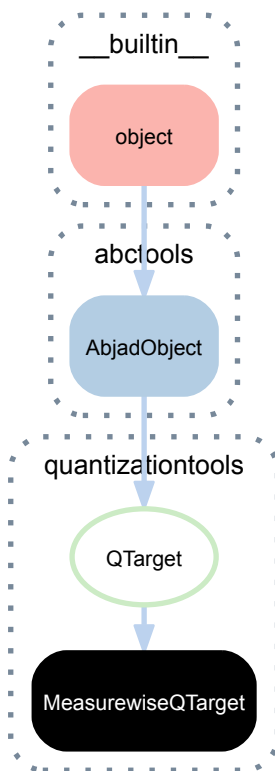 __builtin__
object
abctools
AbjadObject
quantizationtools
QTarget
MeasurewiseQTarget